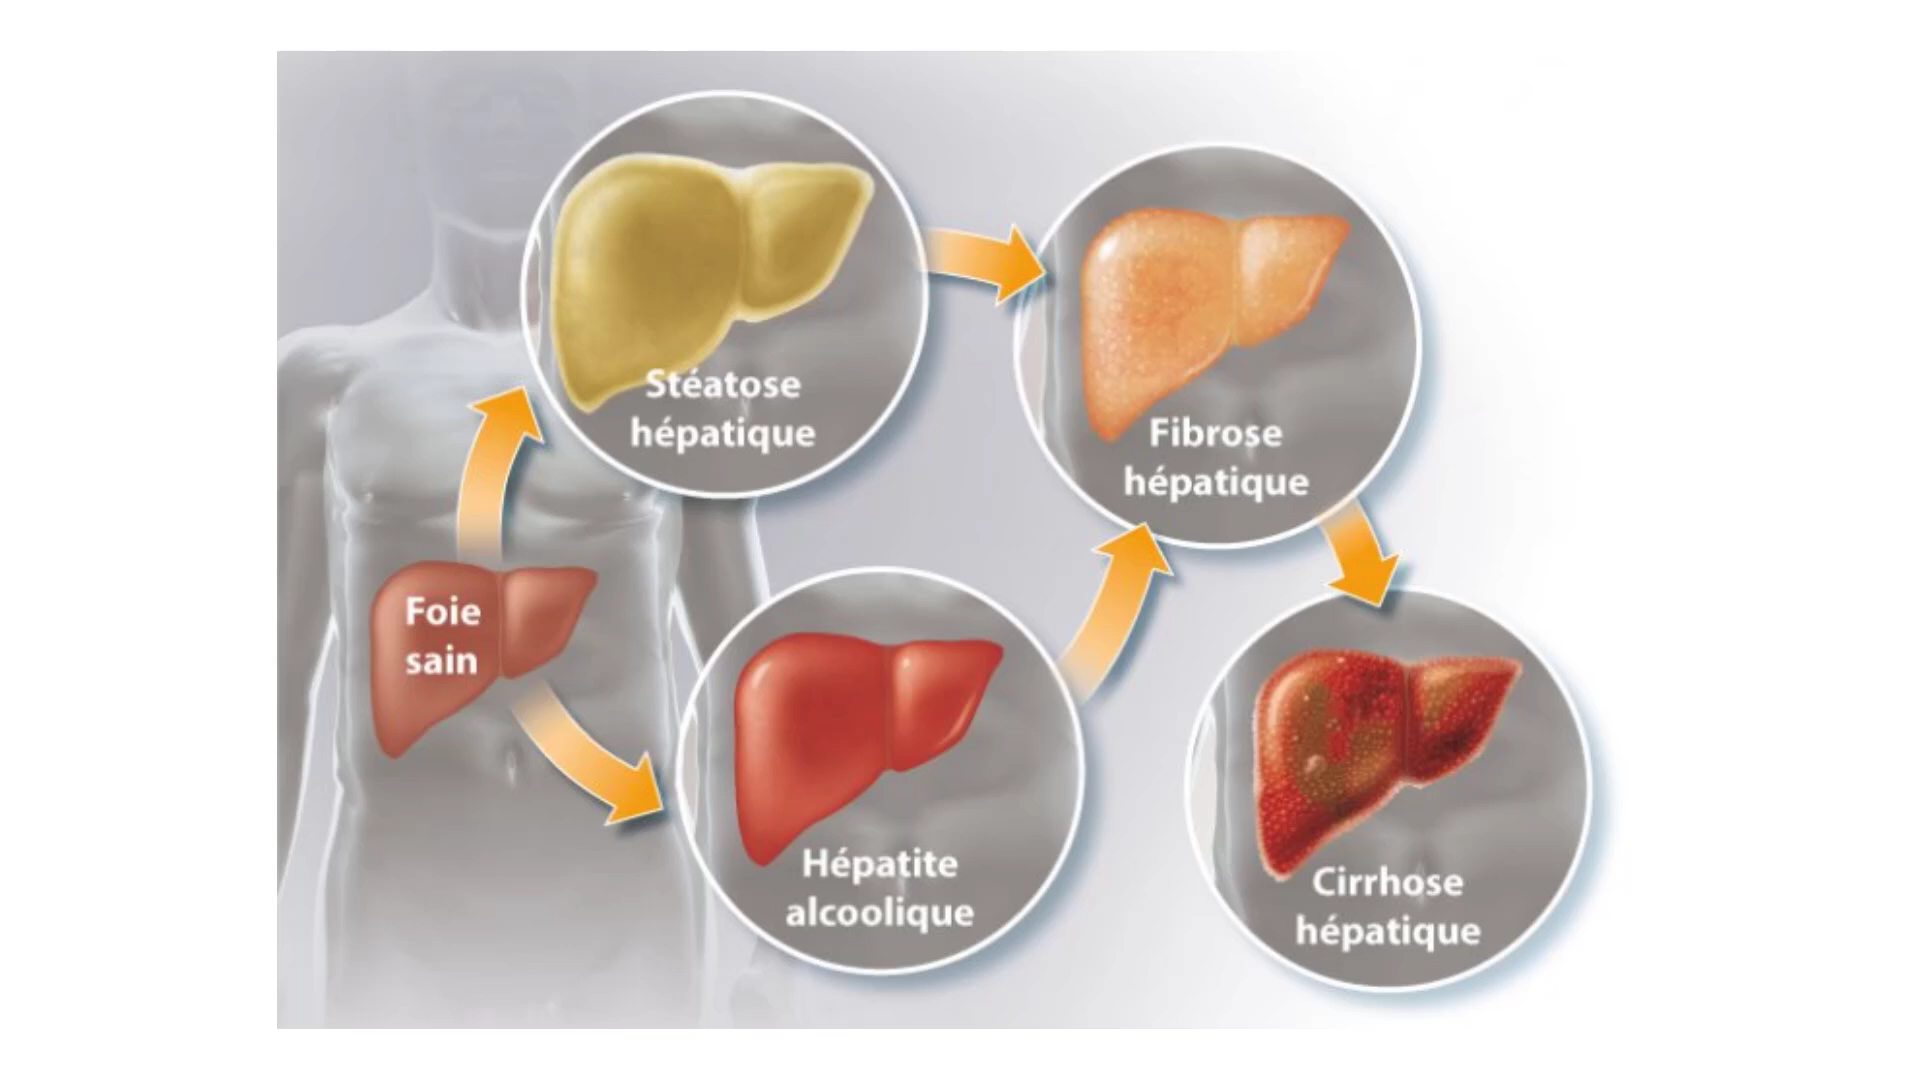 Stéatose
hépatique
Fibrose
hépatique
Foie
sain
Hépatite
alcoolique
Cirrhose
hépatique